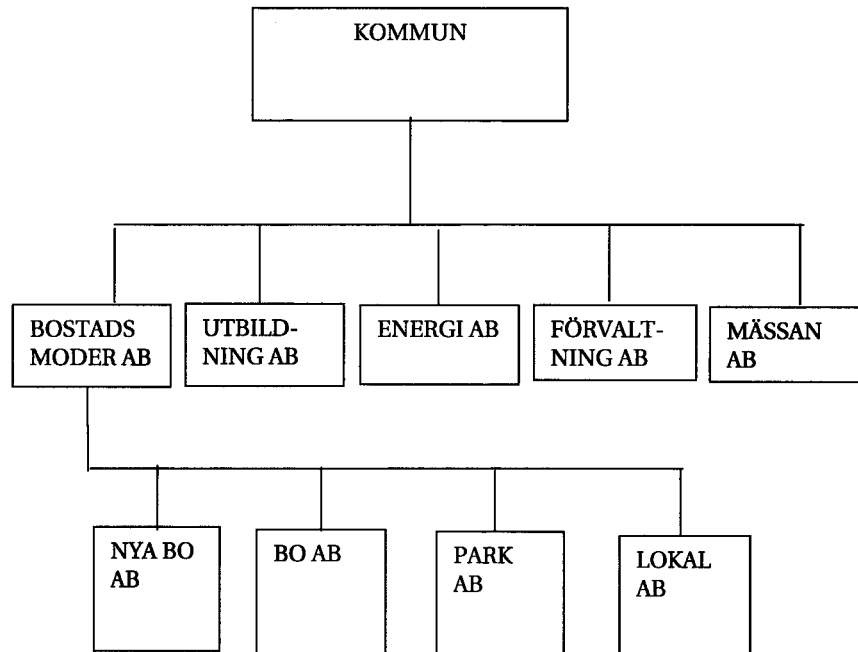 KOMMUN
BOSTADS
MODER AB
UTBILD-
NING AB
ENERGI AB
FÖRVALT-
NING AB
MÄSSAN
AB
NYA BO
AB
BO AB
PARK
AB
LOKAL
AB